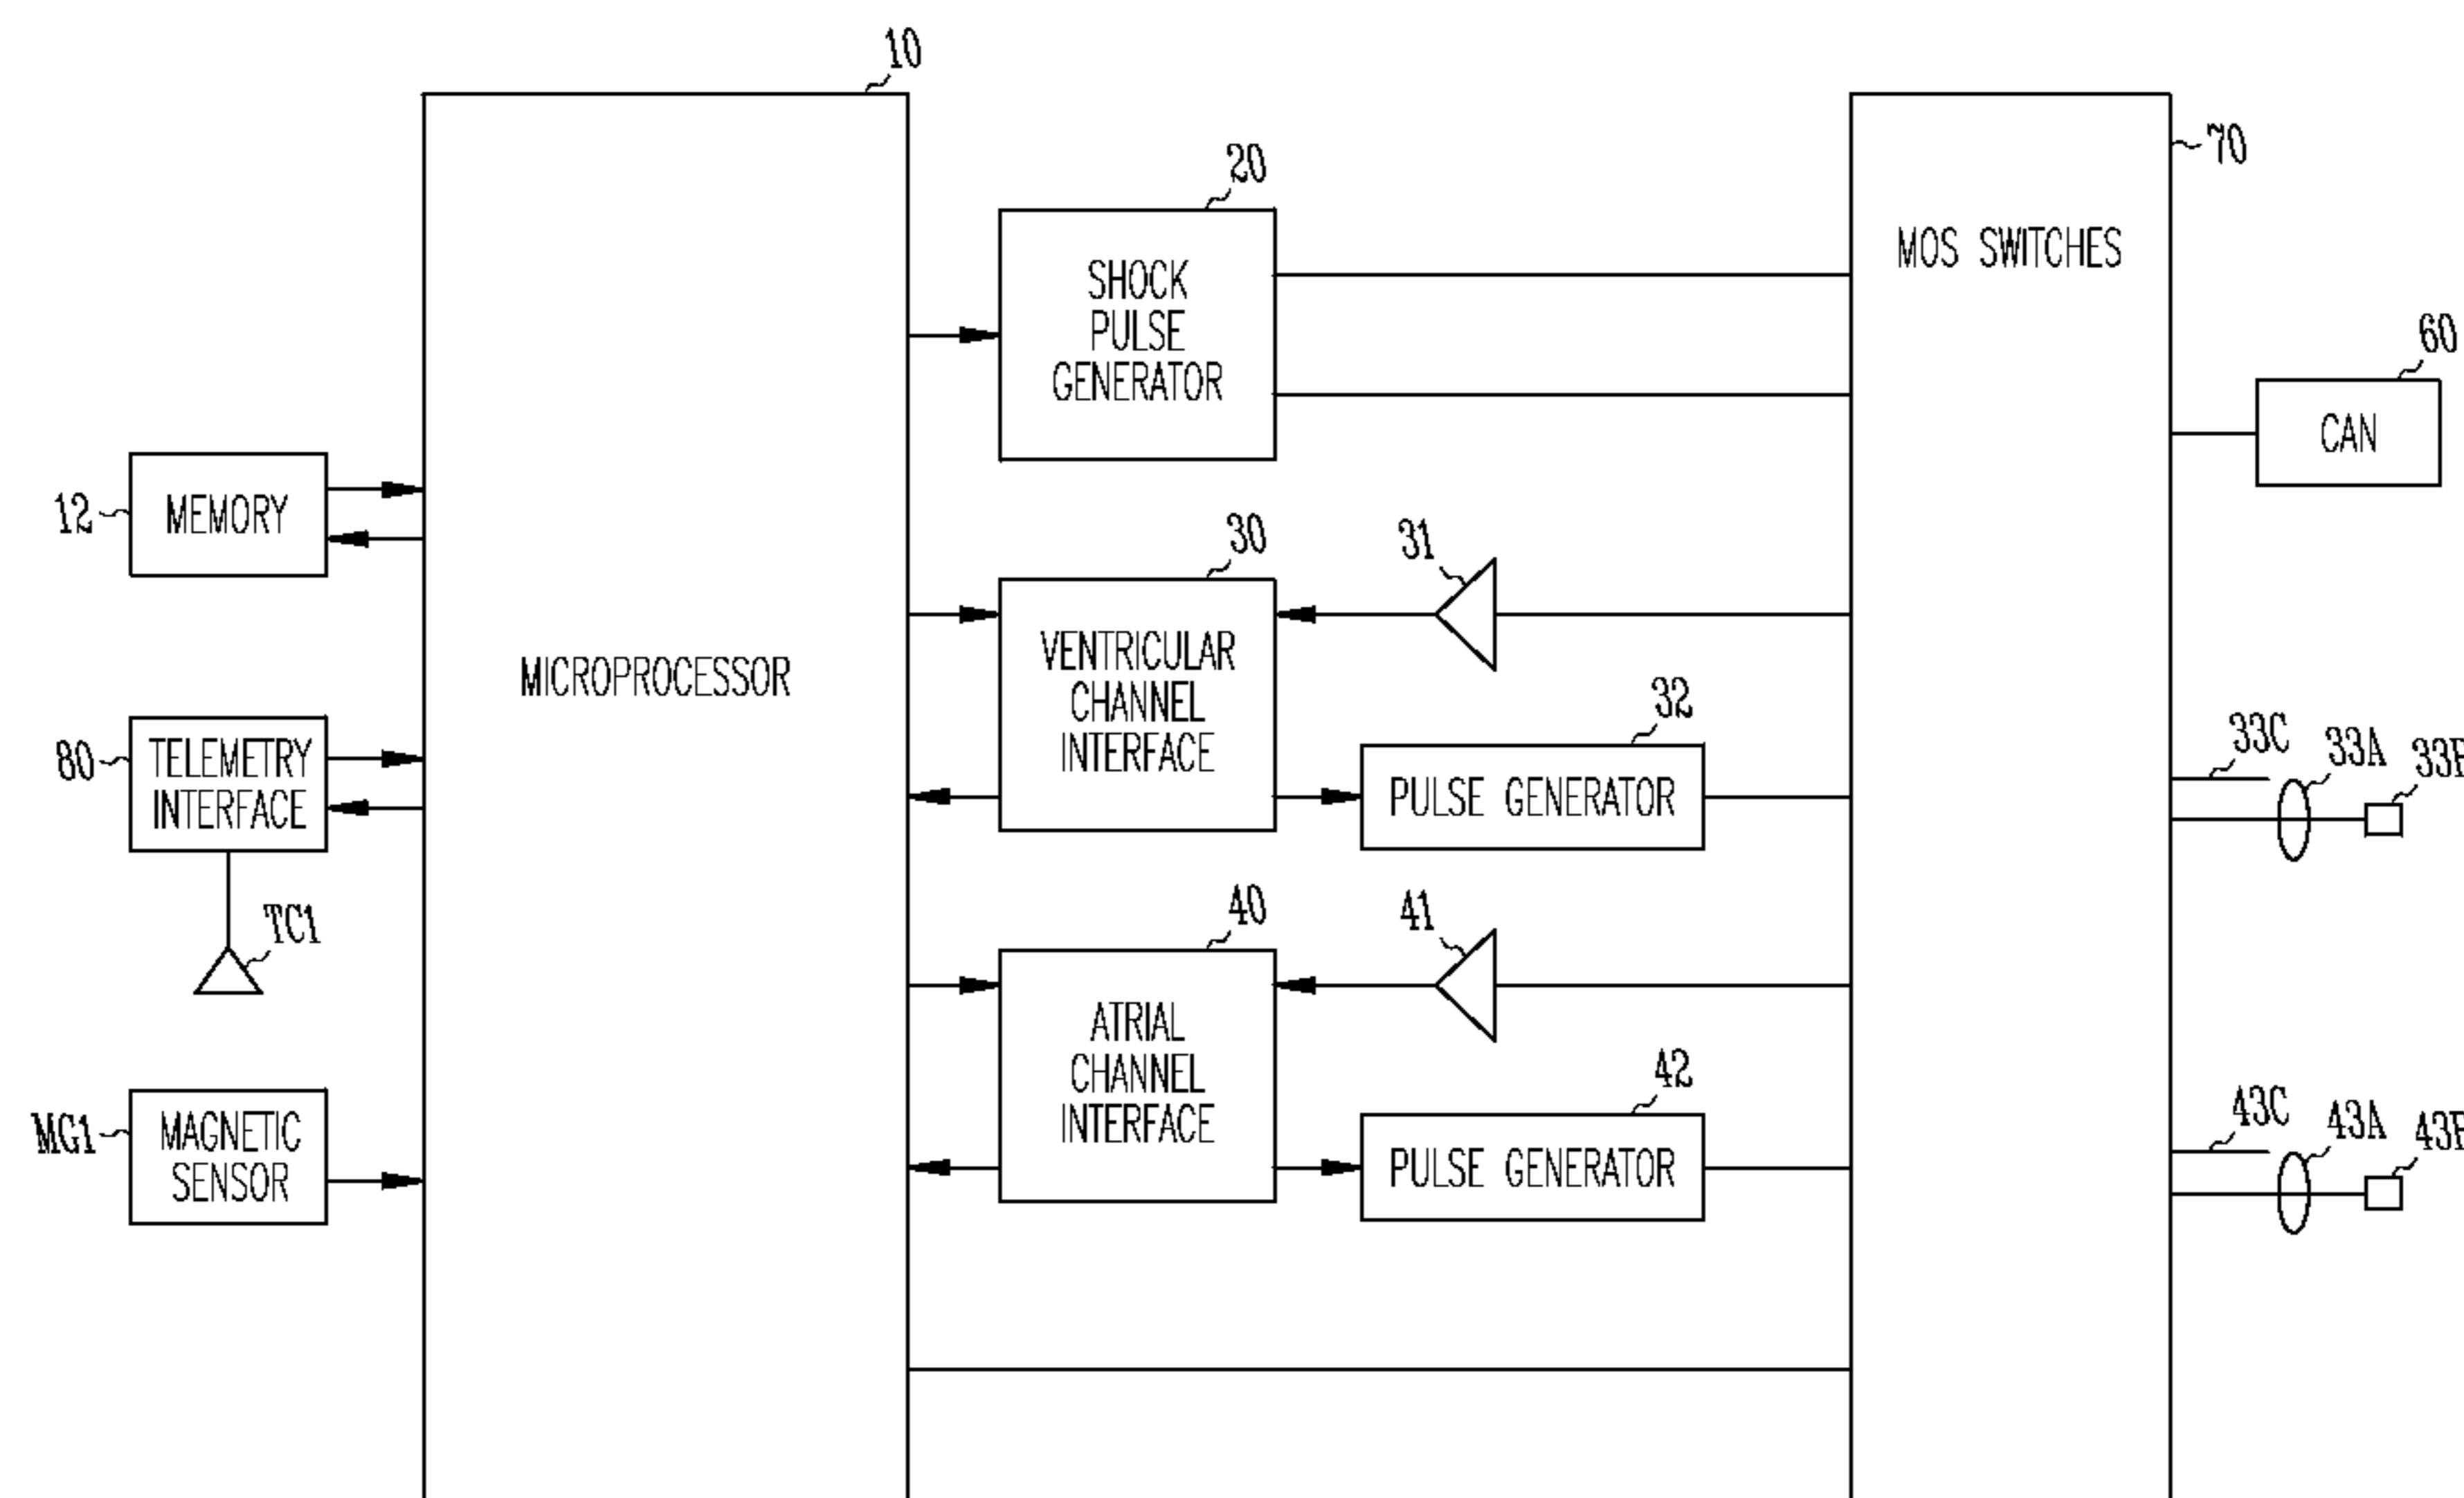 10
70
20
SHOCK
PULSE
GENERATOR
MOS SWITCHES
60
CAN
12
MEMORY
30
31
VENTRICULAR
CHANNEL
INTERFACE
MICROPROCESSOR
32
PULSE GENERATOR
33C
33A
80
TELEMETRY
INTERFACE
TC1
40
41
ATRIAL
CHANNEL
INTERFACE
42
PULSE GENERATOR
43C
43A
MG1
MAGNETIC
SENSOR